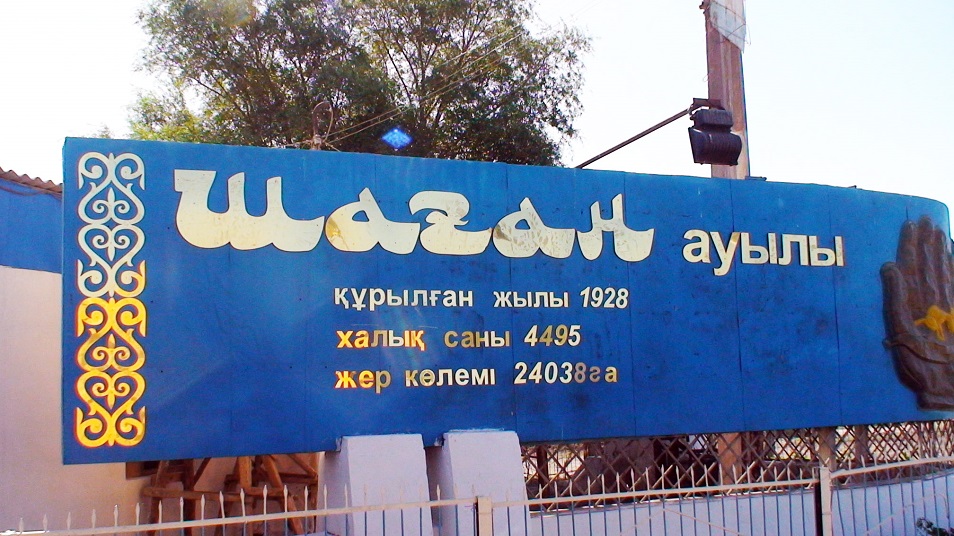 Шаған ауылы
құрылған жылы 1928
халық саны 4495
жер көлемі 24038га